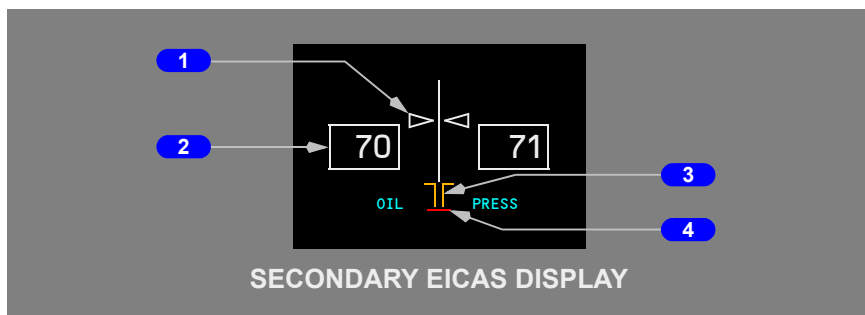 1
2
70
71
3
OIL
PRESS
4
SECONDARY EICAS DISPLAY